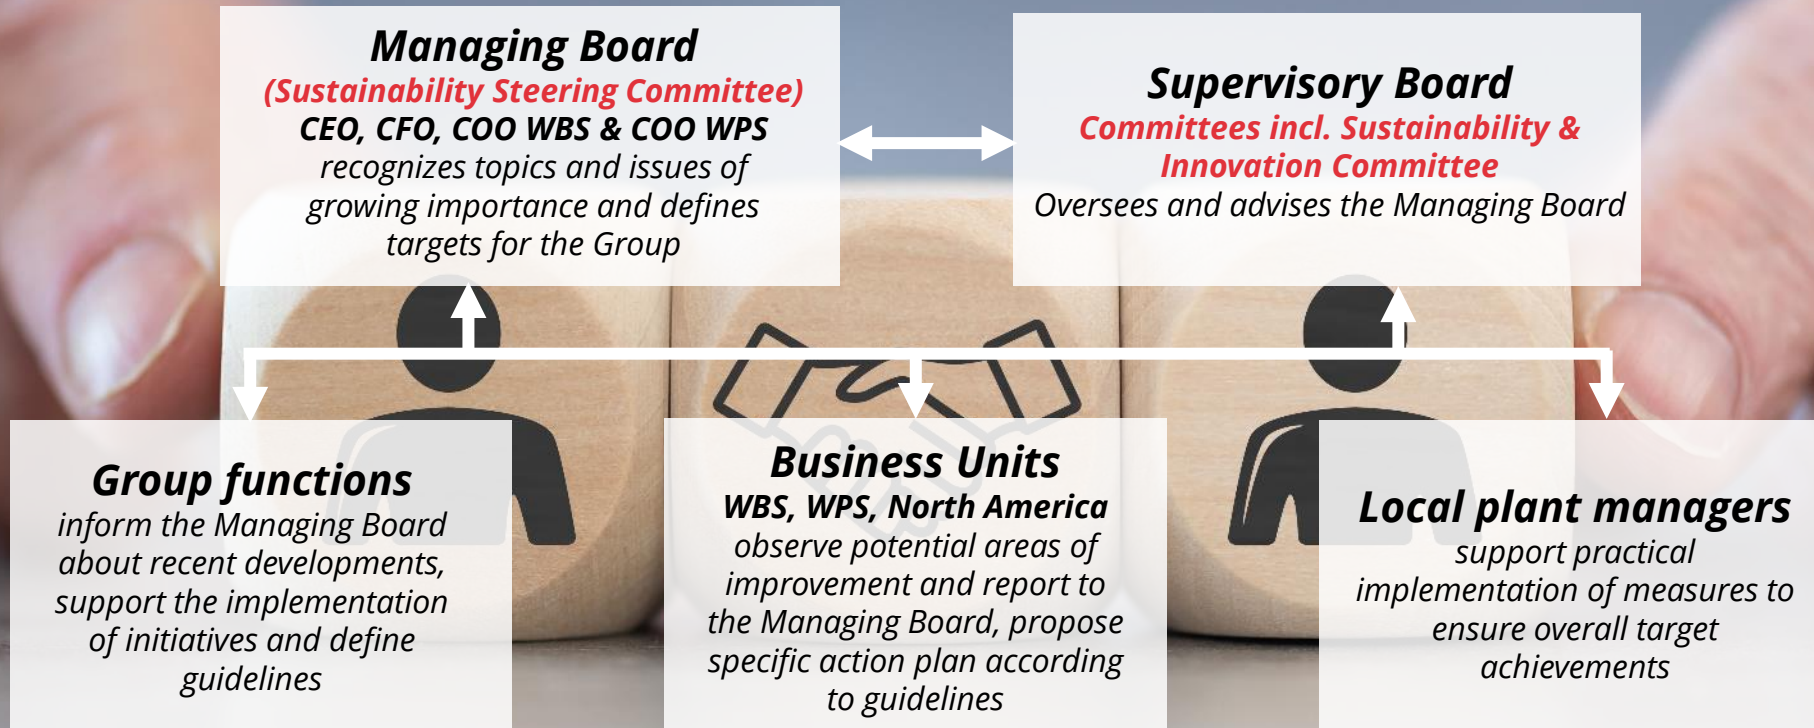 Managing Board
(Sustainability Steering Committee)
CEO, CFO, COO WBS & COO WPS
recognizes topics and issues of
growing importance and defines
targets for the Group
Supervisory Board
Committees incl. Sustainability &
Innovation Committee
Oversees and advises the Managing Board
Group functions
inform the Managing Board
about recent developments,
support the implementation
of initiatives and define
guidelines
Business Units
WBS, WPS, North America
observe potential areas of
improvement and report to
the Managing Board, propose
specific action plan according
to guidelines
Local plant managers
support practical
implementation of measures to
ensure overall target
achievements